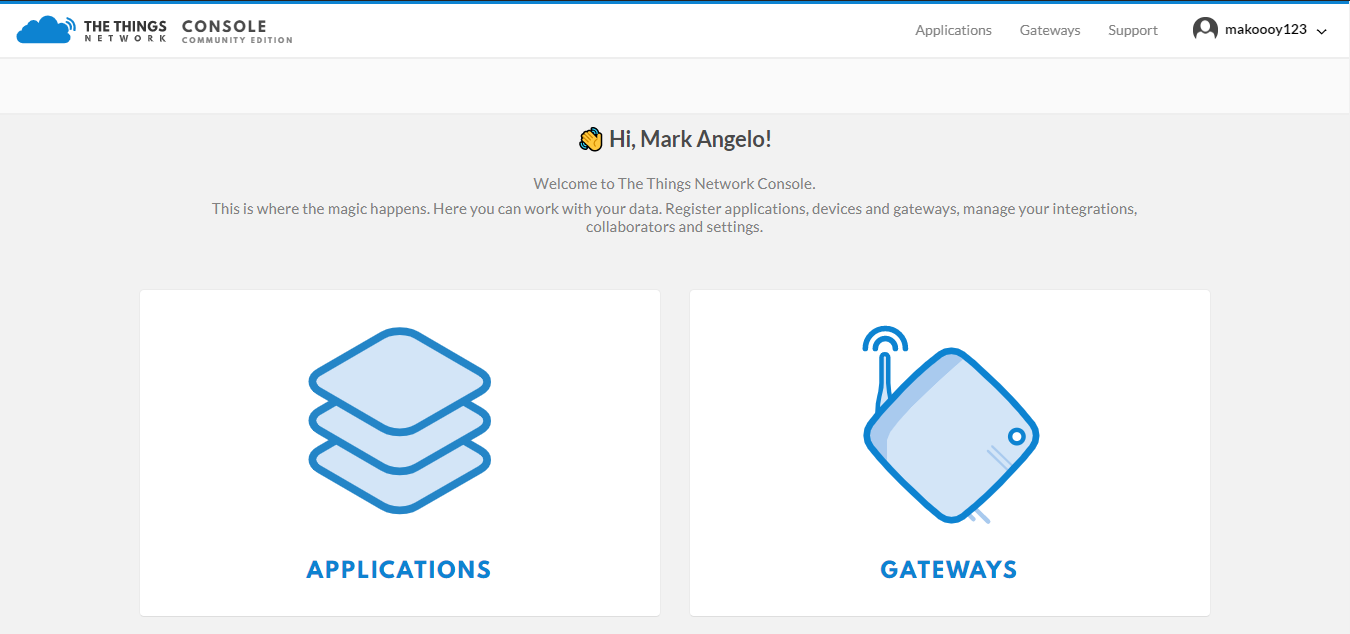 THE THINGS NETWORK
CONSOLE
COMMUNITY EDITION
Applications
Gateways
Support
makoooy123
👋 Hi, Mark Angelo!
Welcome to The Things Network Console.
This is where the magic happens. Here you can work with your data. Register applications, devices and gateways, manage your integrations,
collaborators and settings.
APPLICATIONS
GATEWAYS